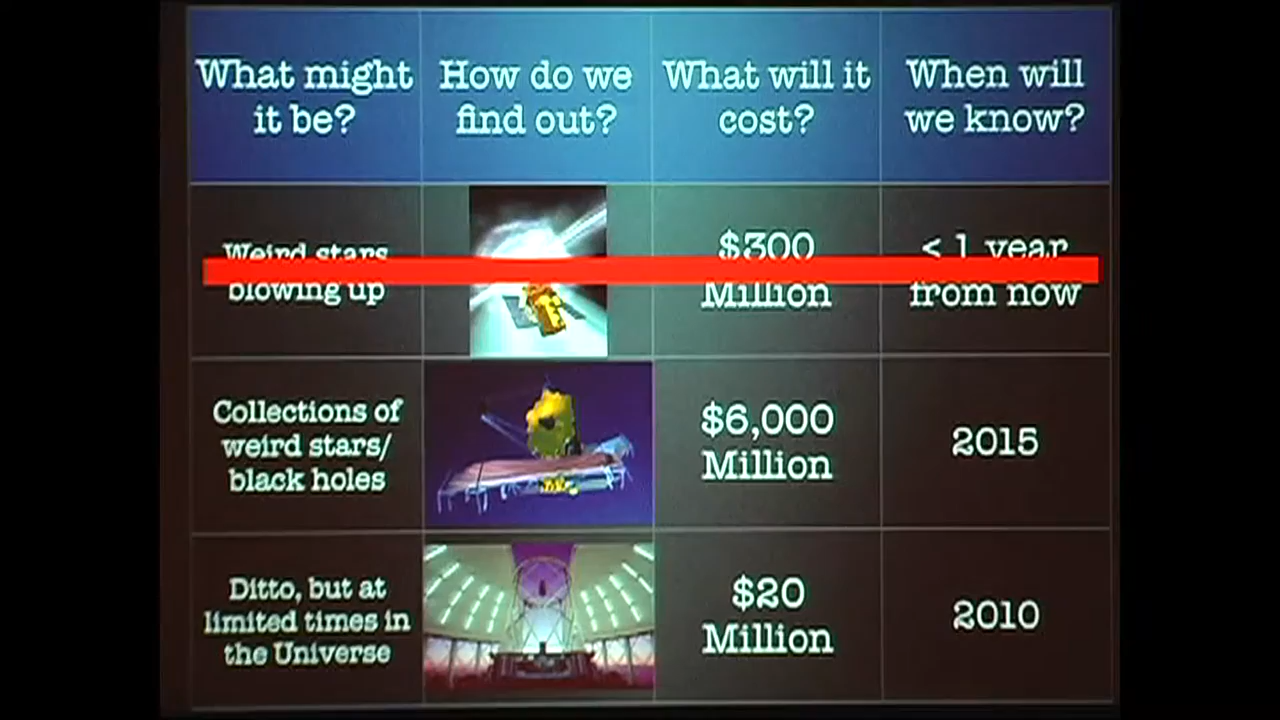 What might
it be?
How do we
find out?
What will it
cost?
When will
we know?
Weird stars
blowing up
$300
Million
< 1 year
from now
Collections of
weird stars/
black holes
$6,000
Million
2015
Ditto, but at
limited times in
the Universe
$20
Million
2010